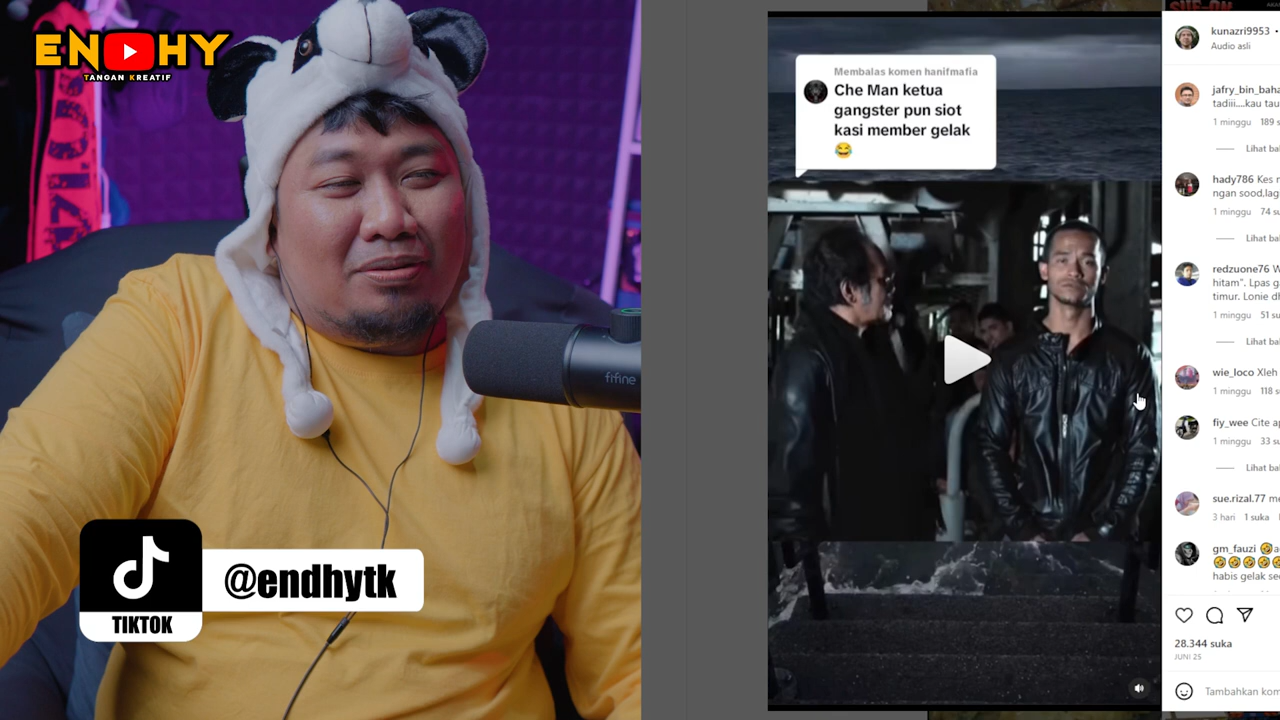 ENDHY
TANGAN KREATIF
fifine
TIKTOK
@endhytk
Membalas komen hanifmafia
Che Man ketua
gangster pun siot
kasi member gelak
😂
kunazri9953 •
Audio asli
jafry_bin_baha
tadiii....kau tau
1 minggu 189 s
Lihat bal
hady786 Kes
ngan sood,lag
1 minggu 74 su
Lihat bal
redzuone76 W
hitam". Lpas ga
timur. Lonie dh
1 minggu 51 su
Lihat bal
wie_loco Xleh
1 minggu 118 s
fiy_wee Cite ap
1 minggu 33 su
Lihat bal
sue.rizal.77 me
3 hari 1 suka
gm_fauzi 🤣a
🤣🤣🤣🤣🤣
habis gelak se
28.344 suka
JUNI 25
Tambahkan kom